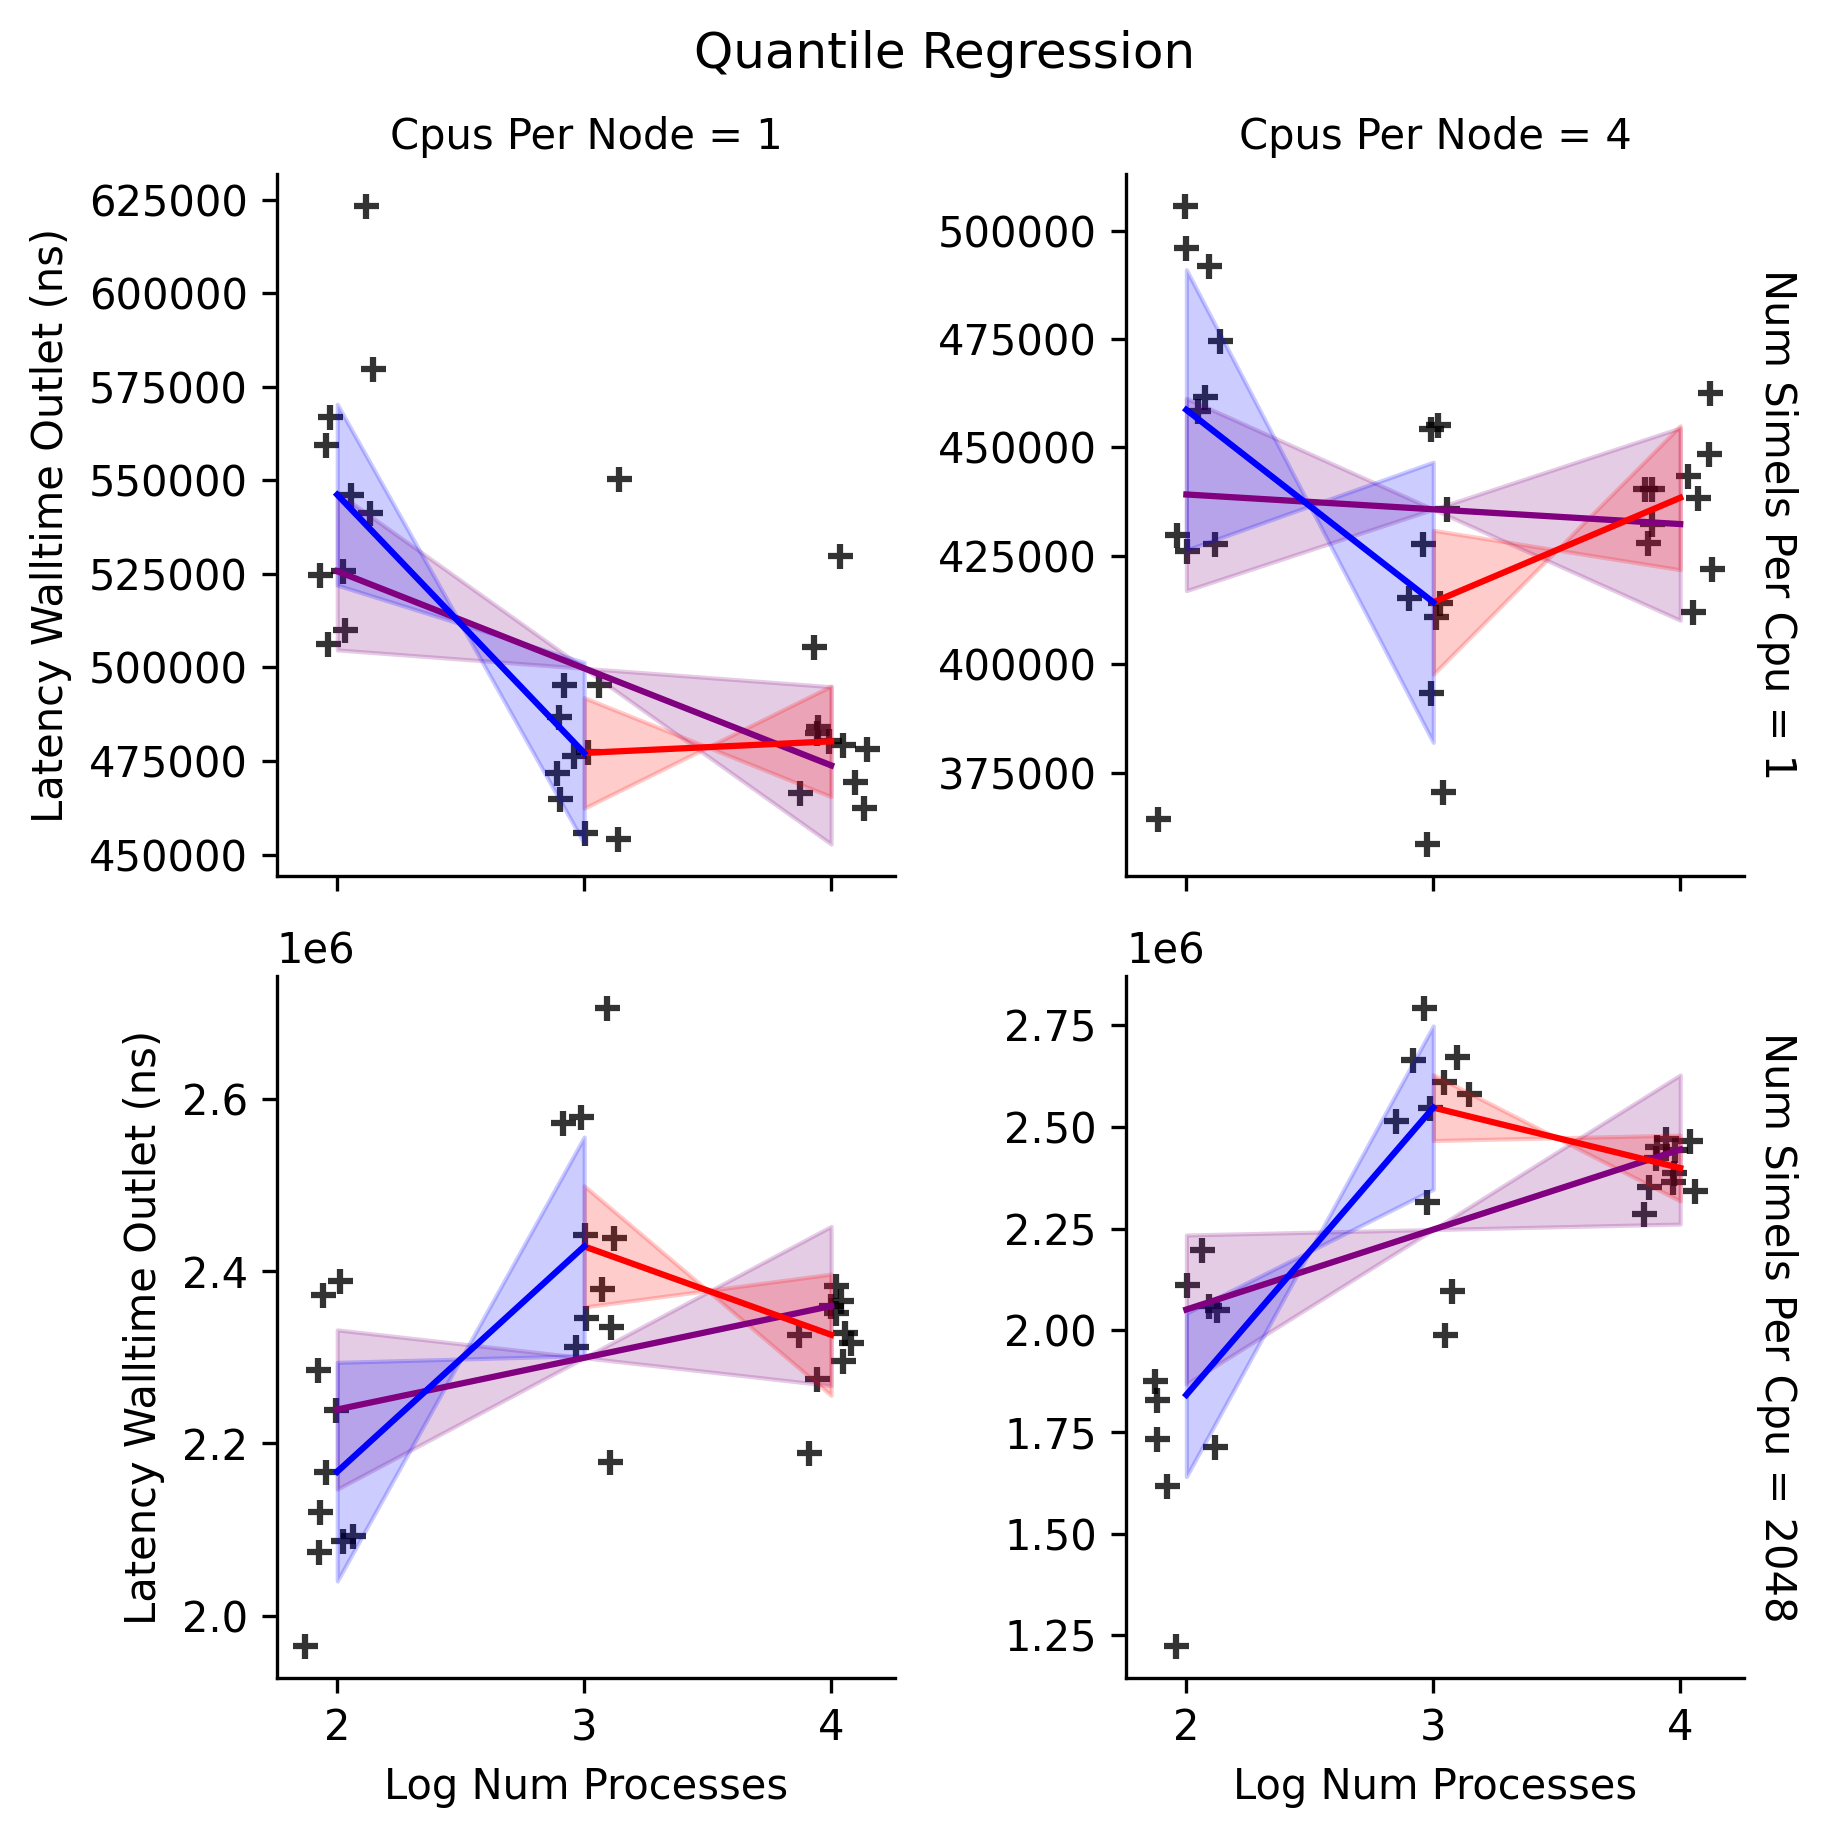 Quantile Regression
Cpus Per Node = 1
Cpus Per Node = 4
Latency Walltime Outlet (ns)
625000
600000
575000
550000
525000
500000
475000
450000
500000
475000
450000
425000
400000
375000
Num Simels Per Cpu = 1
1e6
Latency Walltime Outlet (ns)
2.6
2.4
2.2
2.0
2
3
4
Log Num Processes
1e6
2.75
2.50
2.25
2.00
1.75
1.50
1.25
2
3
4
Log Num Processes
Num Simels Per Cpu = 2048